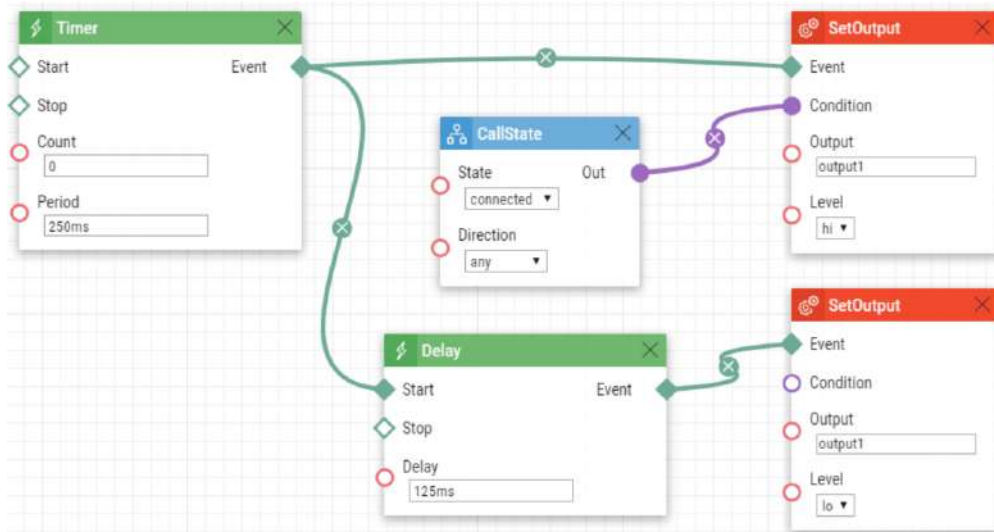 Timer
Start
Event
Stop
Count
0
Period
250ms
CallState
State
Out
connected
Direction
any
SetOutput
Event
Condition
Output
output1
Level
hi
Delay
Start
Event
Stop
Delay
125ms
SetOutput
Event
Condition
Output
output1
Level
lo